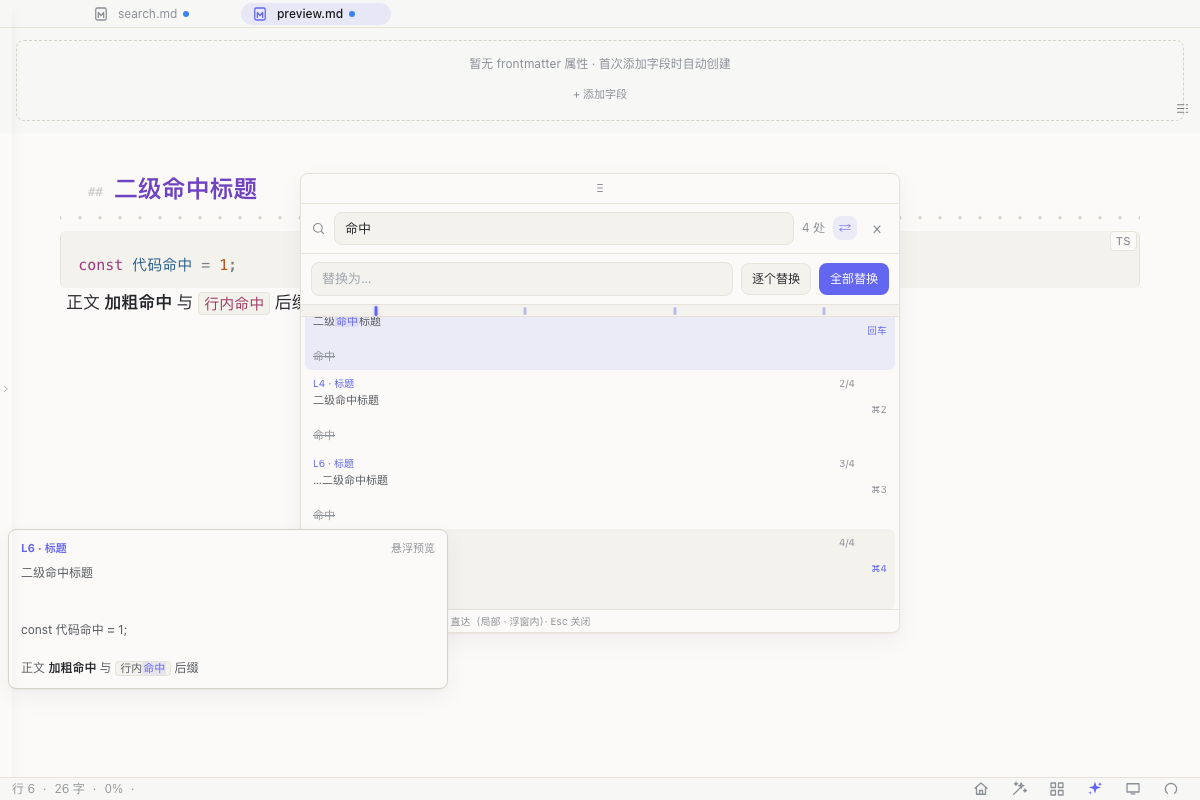 search.md
preview.md
暂无 frontmatter 属性 · 首次添加字段时自动创建
+ 添加字段
## 二级命中标题
TS
const 代码命中 = 1;
正文 加粗命中 与 行内命中 后缀
命中
4 处
替换为...
逐个替换
全部替换
二级命中标题
回车
命中
L4 · 标题
2/4
二级命中标题
⌘2
命中
L6 · 标题
3/4
...二级命中标题
⌘3
命中
4/4
⌘4
直达（局部 · 浮窗内）· Esc 关闭
L6 · 标题
悬浮预览
二级命中标题
const 代码命中 = 1;
正文 加粗命中 与 行内命中 后缀
行 6 · 26 字 · 0% ·